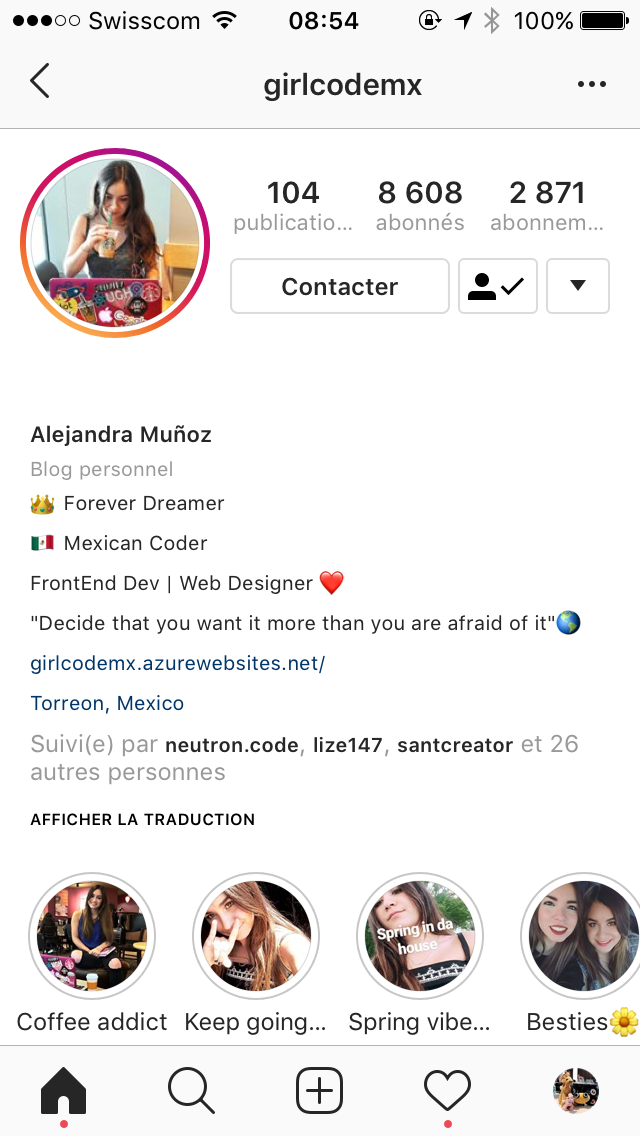 Swisscom 08:54 100%
girlcodemx
104 8 608 2 871
publicatio... abonnés abonnem...
Contacter
Alejandra Muñoz
Blog personnel
👑 Forever Dreamer
🇲🇽 Mexican Coder
FrontEnd Dev | Web Designer ❤️
"Decide that you want it more than you are afraid of it"🌎
girlcodemx.azurewebsites.net/
Torreon, Mexico
Suivi(e) par neutron.code, lize147, santcreator et 26
autres personnes
AFFICHER LA TRADUCTION
Spring in da
house
Coffee addict Keep going... Spring vibe... Besties🌼